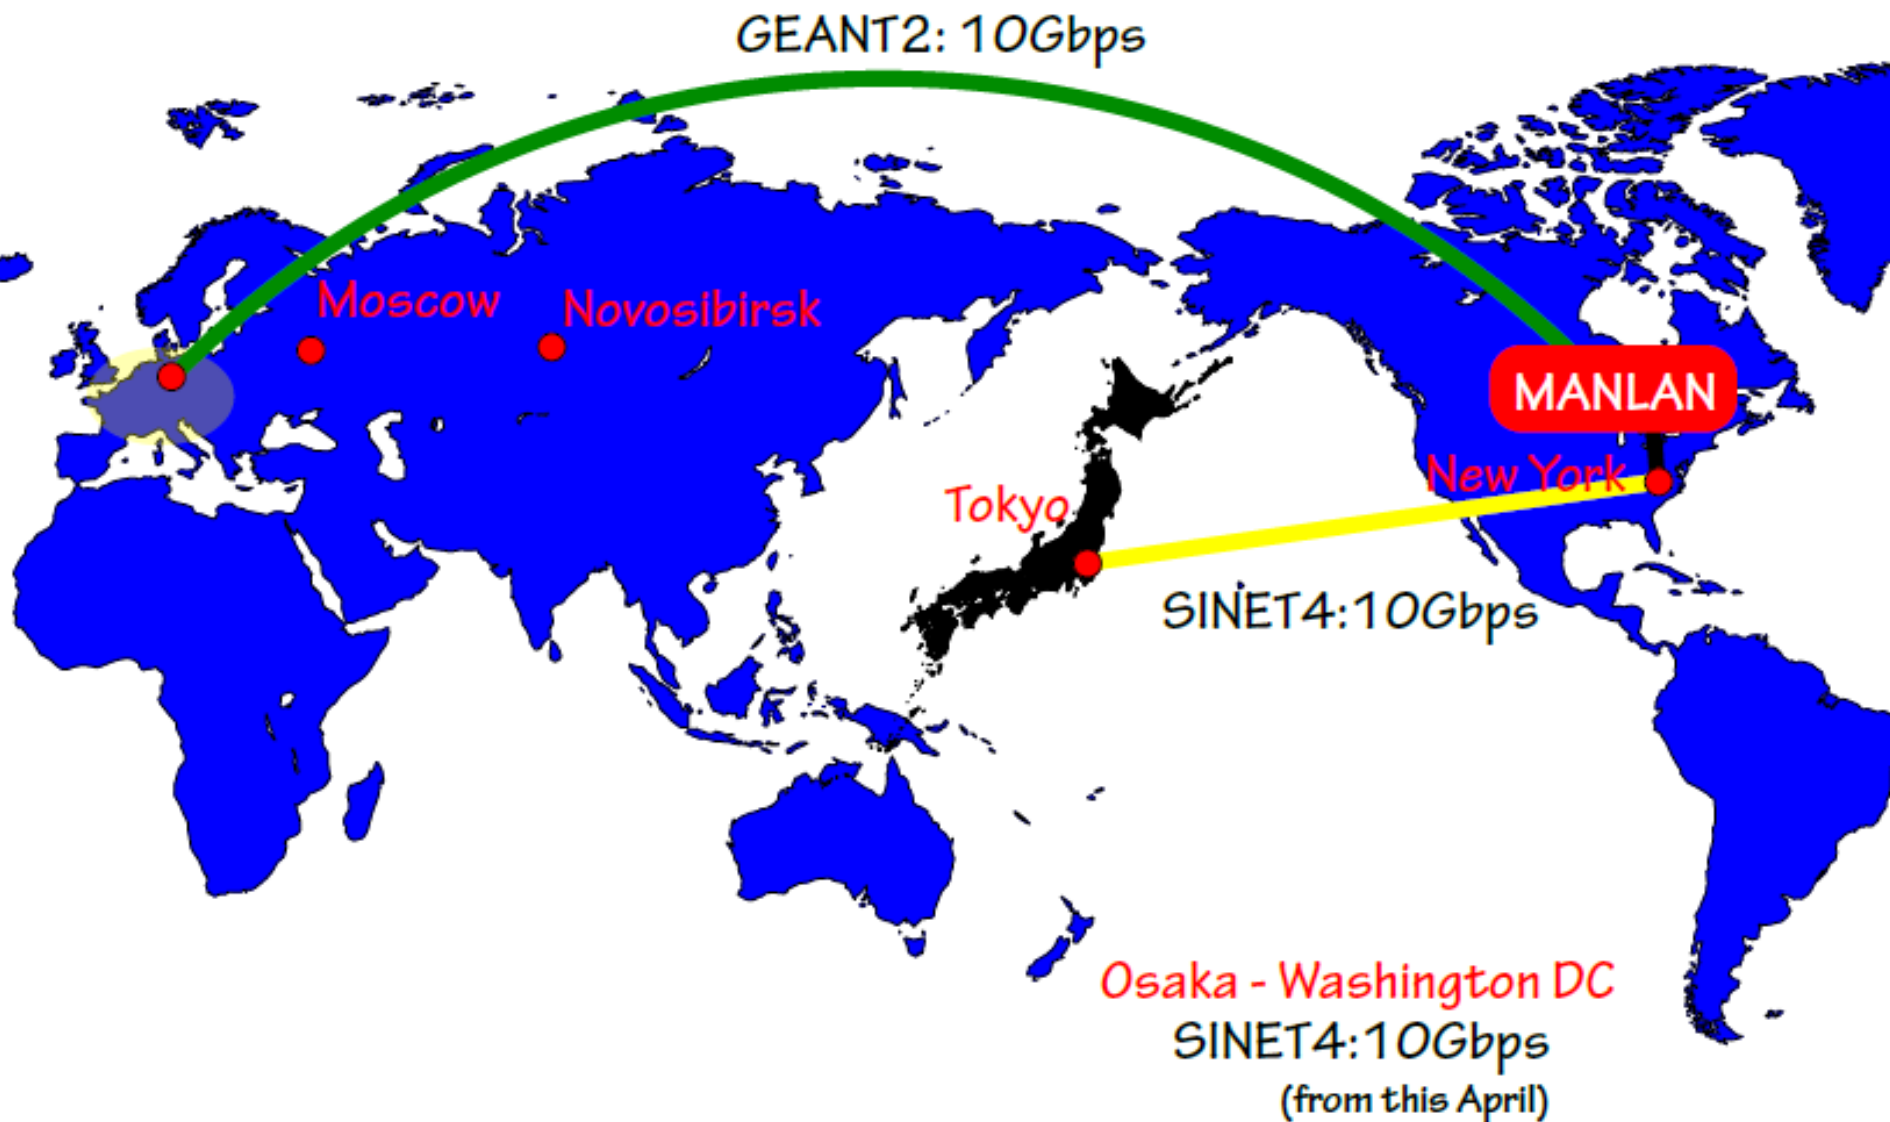 GEANT2: 10Gbps
Moscow
Novosibirsk
MANLAN
New York
Tokyo
SINET4:10Gbps
Osaka - Washington DC
SINET4:10Gbps
(from this April)